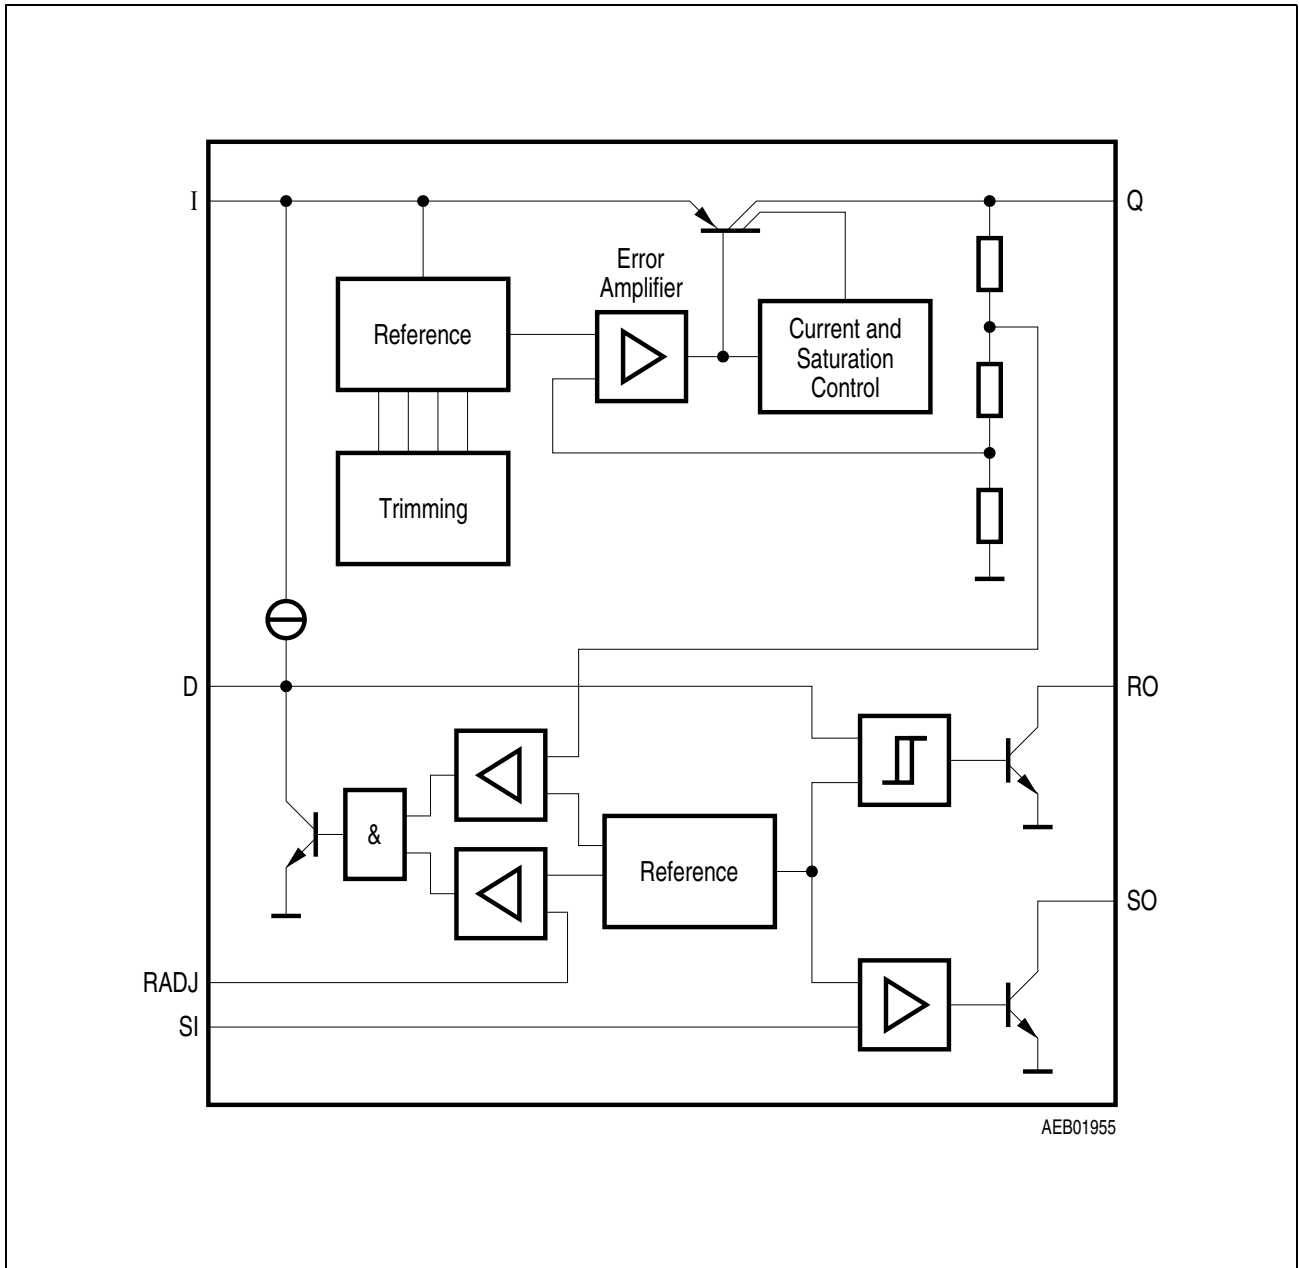 I
Q
Error
Amplifier
Reference
Current and
Saturation
Control
Trimming
D
RO
&
Reference
SO
RADJ
SI
AEB01955